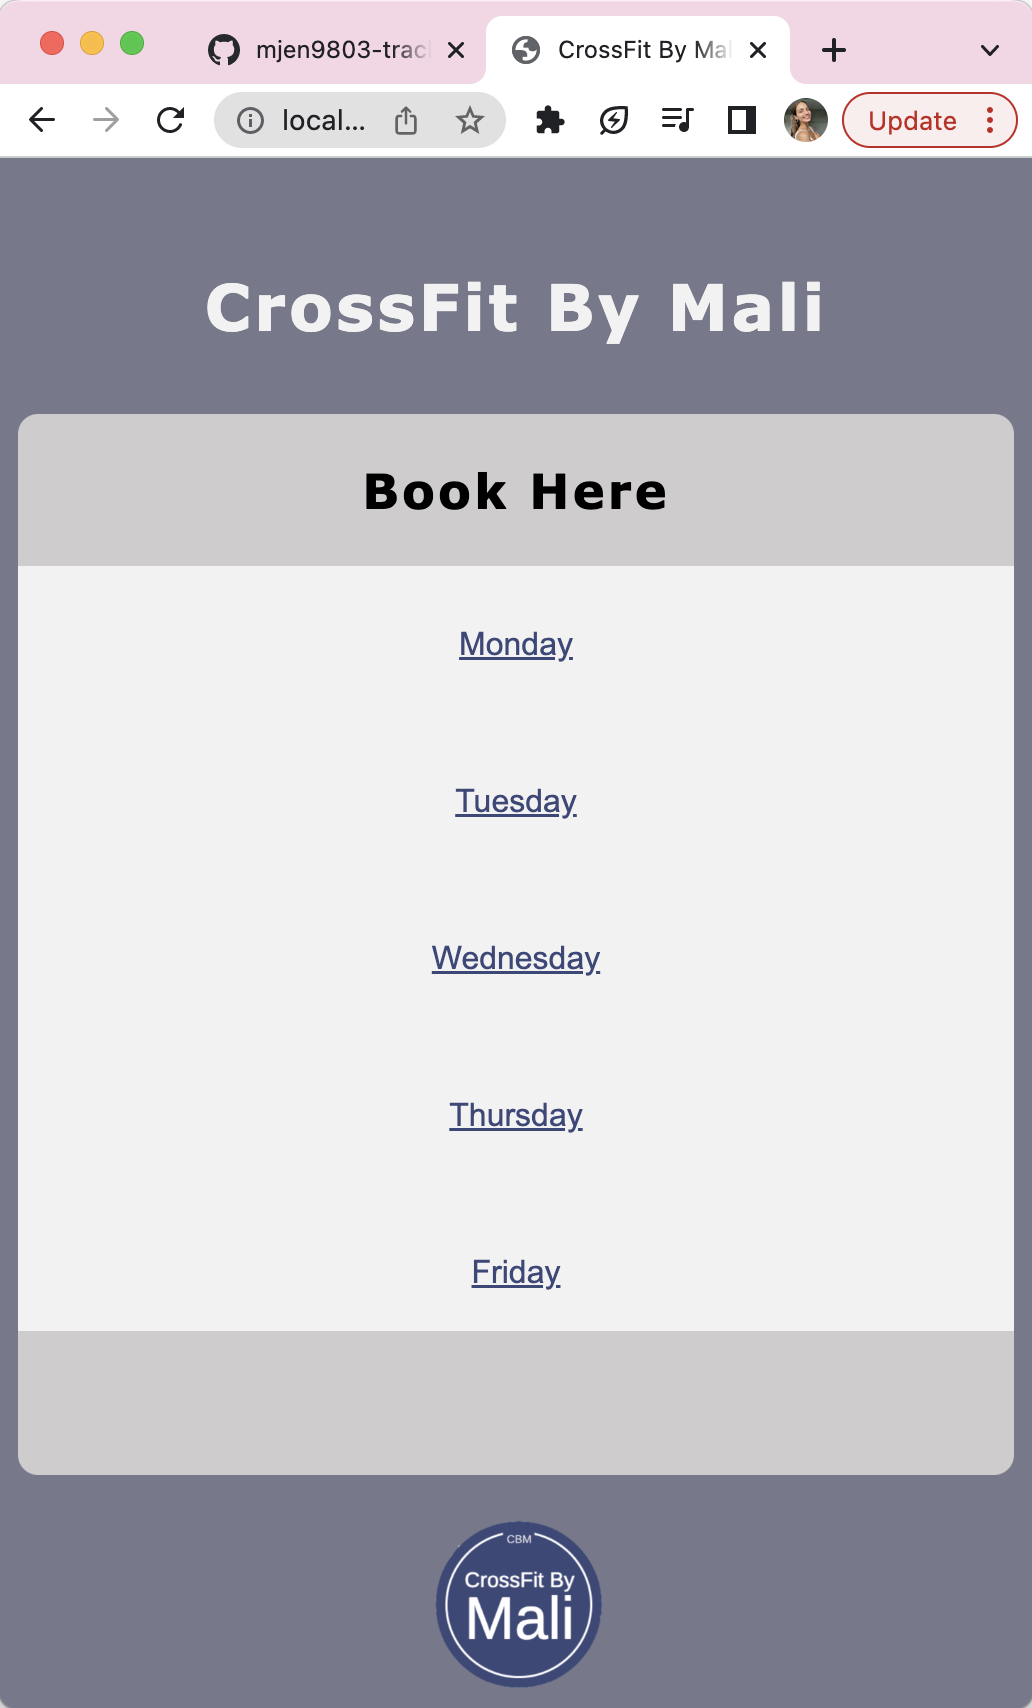 mjen9803-trac
CrossFit By Mal
local...
Update
CrossFit By Mali
Book Here
Monday
Tuesday
Wednesday
Thursday
Friday
CBM
CrossFit By
Mali